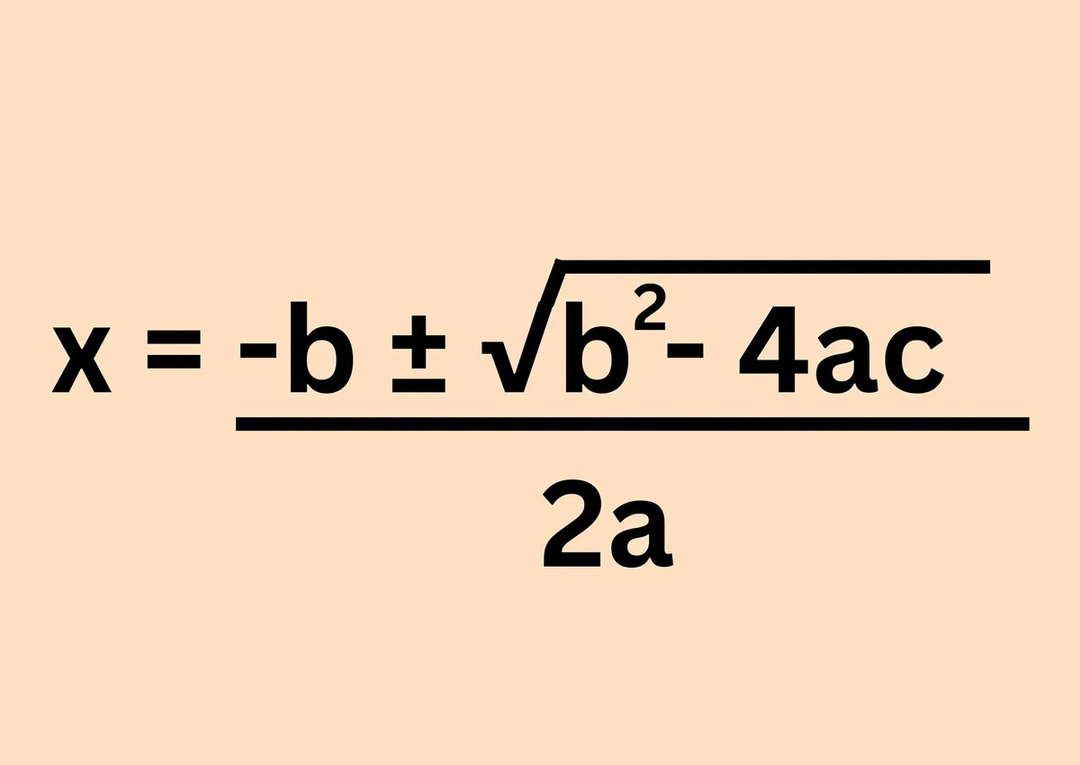 x = -b ± √b²- 4ac
2a